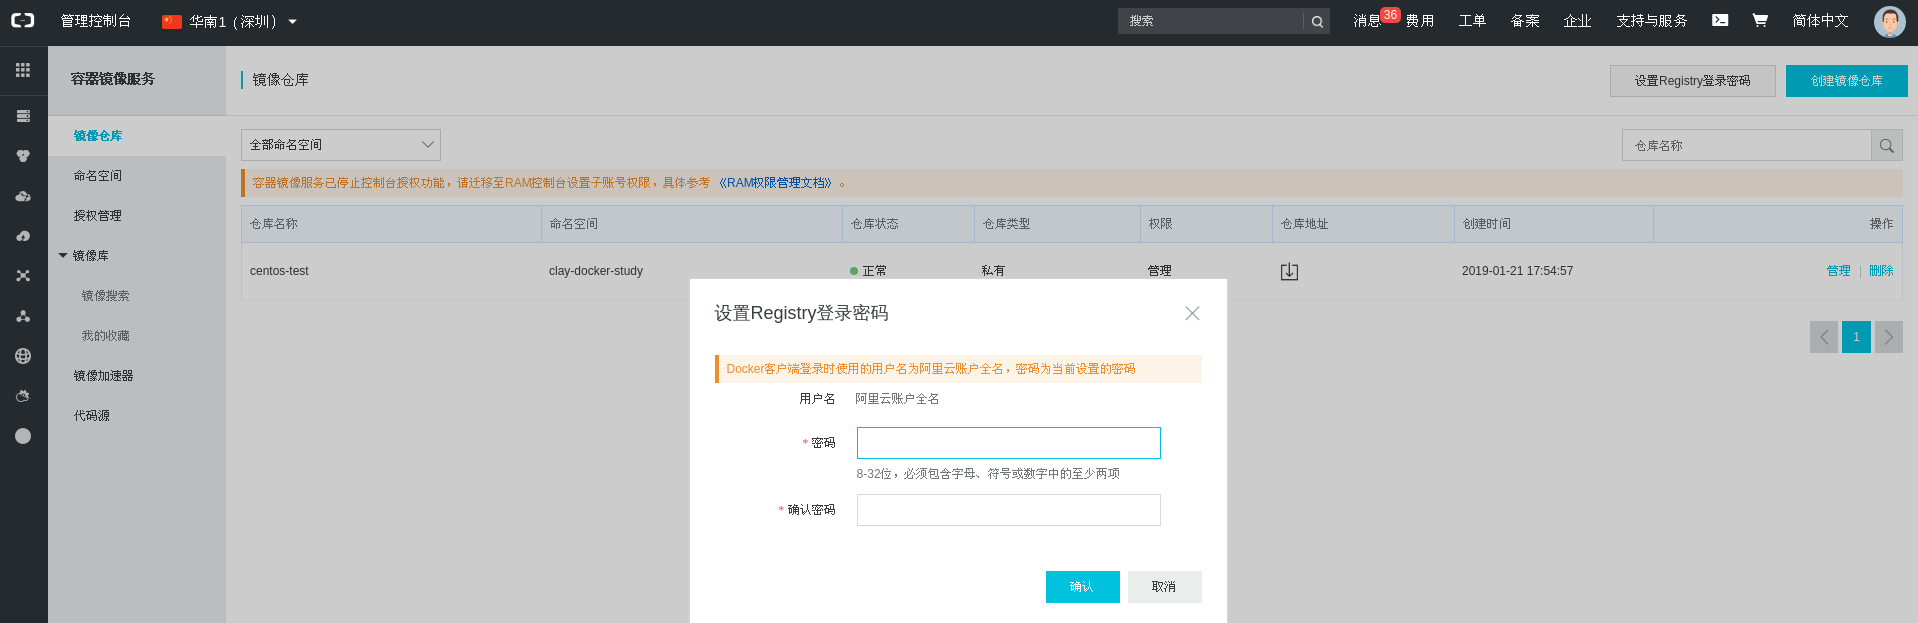 管理控制台 华南1（深圳） 搜索 消息 36 费用 工单 备案 企业 支持与服务 简体中文
容器镜像服务
镜像仓库
命名空间
授权管理
镜像库
镜像搜索
我的收藏
镜像加速器
代码源
镜像仓库 设置Registry登录密码 创建镜像仓库
全部命名空间 仓库名称
容器镜像服务已停止控制台授权功能，请迁移至RAM控制台设置子账号权限，具体参考 《RAM权限管理文档》 。
仓库名称 命名空间 仓库状态 仓库类型 权限 仓库地址 创建时间 操作
centos-test clay-docker-study 正常 私有 管理 2019-01-21 17:54:57 管理 | 删除
1
设置Registry登录密码
Docker客户端登录时使用的用户名为阿里云账户全名，密码为当前设置的密码
用户名 阿里云账户全名
* 密码
8-32位，必须包含字母、符号或数字中的至少两项
* 确认密码
确认 取消